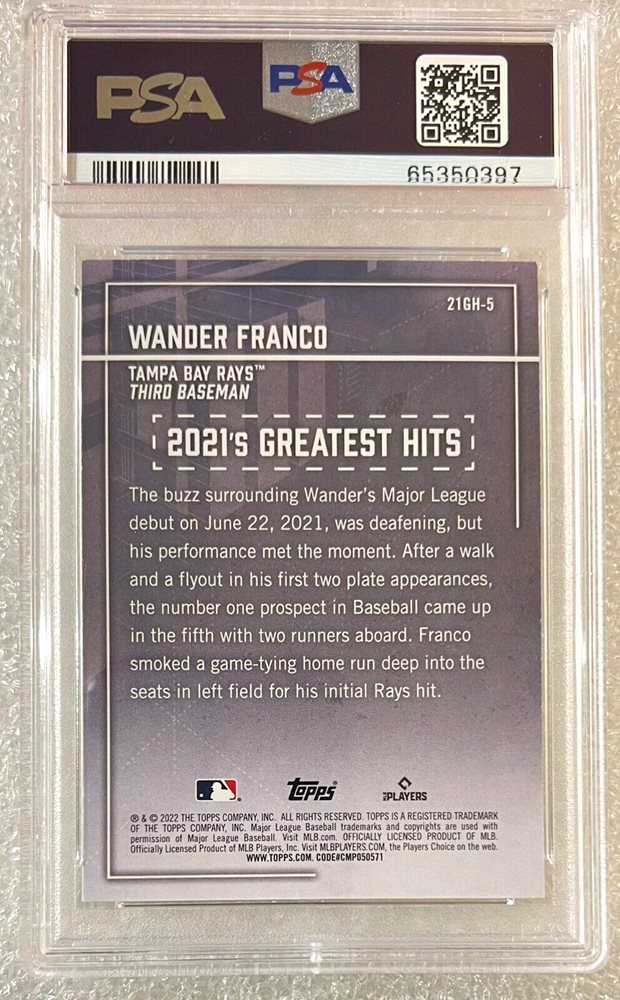 PSA
PSA
65350397
21GH-5
WANDER FRANCO
TAMPA BAY RAYS™
THIRD BASEMAN
2021's GREATEST HITS
The buzz surrounding Wander's Major League
debut on June 22, 2021, was deafening, but
his performance met the moment. After a walk
and a flyout in his first two plate appearances,
the number one prospect in Baseball came up
in the fifth with two runners aboard. Franco
smoked a game-tying home run deep into the
seats in left field for his initial Rays hit.
Topps
MLB PLAYERS
® & © 2022 THE TOPPS COMPANY, INC. ALL RIGHTS RESERVED. TOPPS IS A REGISTERED TRADEMARK
OF THE TOPPS COMPANY, INC. Major League Baseball trademarks and copyrights are used with
permission of Major League Baseball. Visit MLB.com. OFFICIALLY LICENSED PRODUCT OF MLB.
Officially Licensed Product of MLB Players, Inc. Visit MLBPLAYERS.COM, the Players Choice on the web.
WWW.TOPPS.COM. CODE#CMP050571